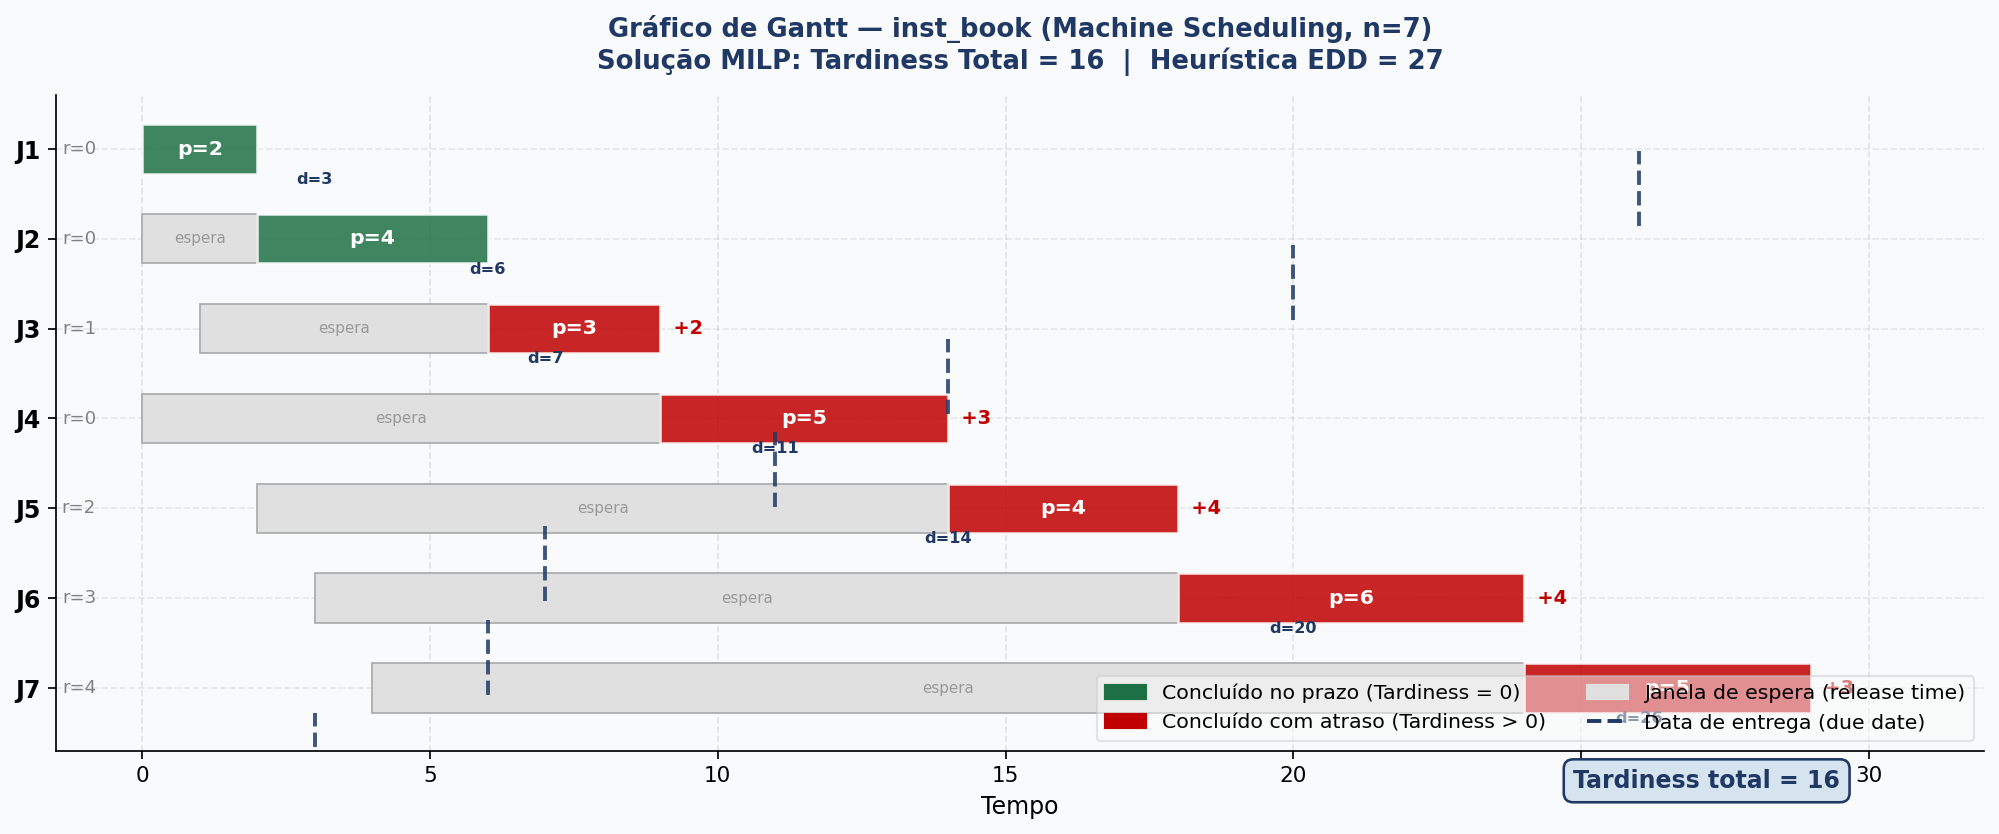 Gráfico de Gantt — inst_book (Machine Scheduling, n=7)
Solução MILP: Tardiness Total = 16 | Heurística EDD = 27
J1 r=0 p=2
d=3
J2 r=0 espera p=4
d=6
J3 r=1 espera p=3 +2
d=7
J4 r=0 espera p=5 +3
d=11
J5 r=2 espera p=4 +4
d=14
J6 r=3 espera p=6 +4
d=20
J7 r=4 espera p=5 +3
d=26
Concluído no prazo (Tardiness = 0)
Concluído com atraso (Tardiness > 0)
Janela de espera (release time)
Data de entrega (due date)
0 5 10 15 20 30
Tardiness total = 16
Tempo